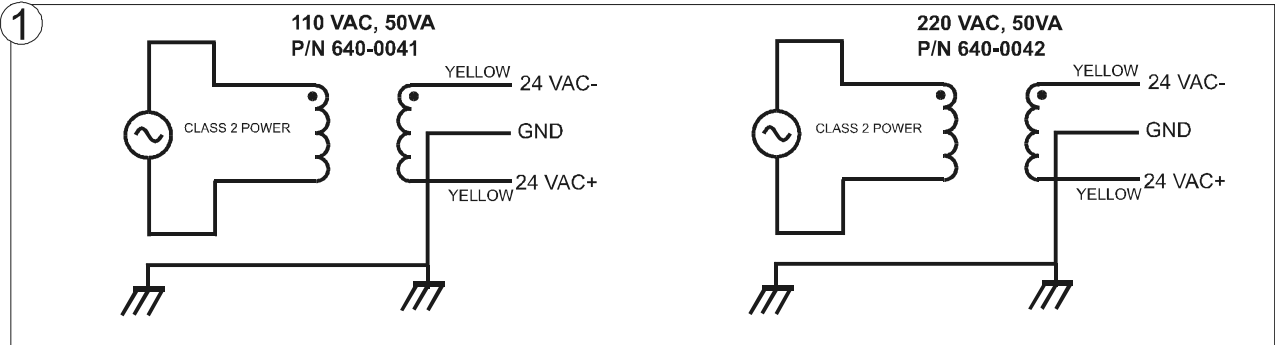 1
110 VAC, 50VA
P/N 640-0041
YELLOW
24 VAC-
CLASS 2 POWER
GND
24 VAC+
YELLOW
220 VAC, 50VA
P/N 640-0042
YELLOW
24 VAC-
CLASS 2 POWER
GND
24 VAC+
YELLOW